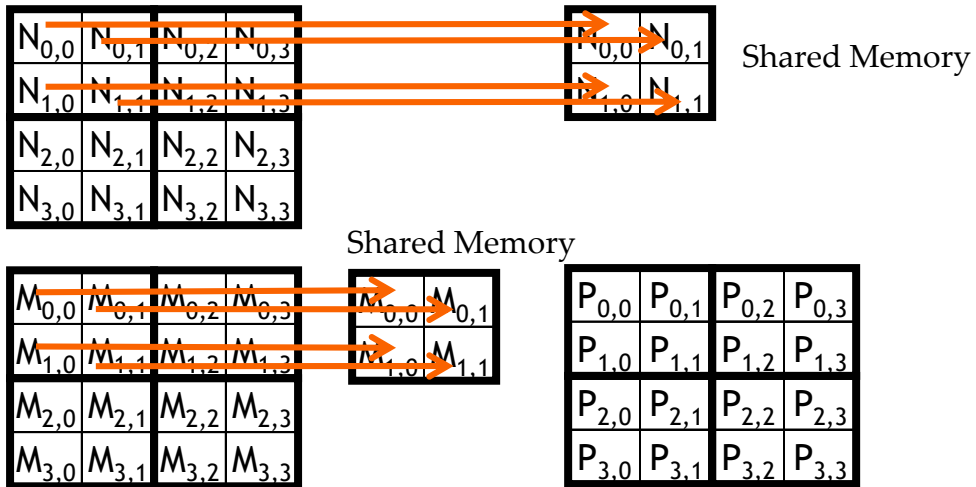 N0,0 N0,1 N0,2 N0,3
N1,0 N1,1 N1,2 N1,3
N2,0 N2,1 N2,2 N2,3
N3,0 N3,1 N3,2 N3,3
N0,0 N0,1
N1,0 N1,1
Shared Memory
Shared Memory
M0,0 M0,1 M0,2 M0,3
M1,0 M1,1 M1,2 M1,3
M2,0 M2,1 M2,2 M2,3
M3,0 M3,1 M3,2 M3,3
M0,0 M0,1
M1,0 M1,1
P0,0 P0,1 P0,2 P0,3
P1,0 P1,1 P1,2 P1,3
P2,0 P2,1 P2,2 P2,3
P3,0 P3,1 P3,2 P3,3